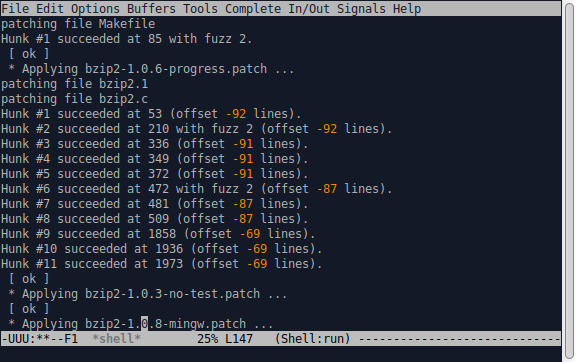 File Edit Options Buffers Tools Complete In/Out Signals Help
patching file Makefile
Hunk #1 succeeded at 85 with fuzz 2.
 [ ok ]
 * Applying bzip2-1.0.6-progress.patch ...
patching file bzip2.1
patching file bzip2.c
Hunk #1 succeeded at 53 (offset -92 lines).
Hunk #2 succeeded at 210 with fuzz 2 (offset -92 lines).
Hunk #3 succeeded at 336 (offset -91 lines).
Hunk #4 succeeded at 349 (offset -91 lines).
Hunk #5 succeeded at 372 (offset -91 lines).
Hunk #6 succeeded at 472 with fuzz 2 (offset -87 lines).
Hunk #7 succeeded at 481 (offset -87 lines).
Hunk #8 succeeded at 509 (offset -87 lines).
Hunk #9 succeeded at 1858 (offset -69 lines).
Hunk #10 succeeded at 1936 (offset -69 lines).
Hunk #11 succeeded at 1973 (offset -69 lines).
 [ ok ]
 * Applying bzip2-1.0.3-no-test.patch ...
 [ ok ]
 * Applying bzip2-1.0.8-mingw.patch ...
-UUU:**--F1  *shell*        25% L147   (Shell:run) -----------------------------